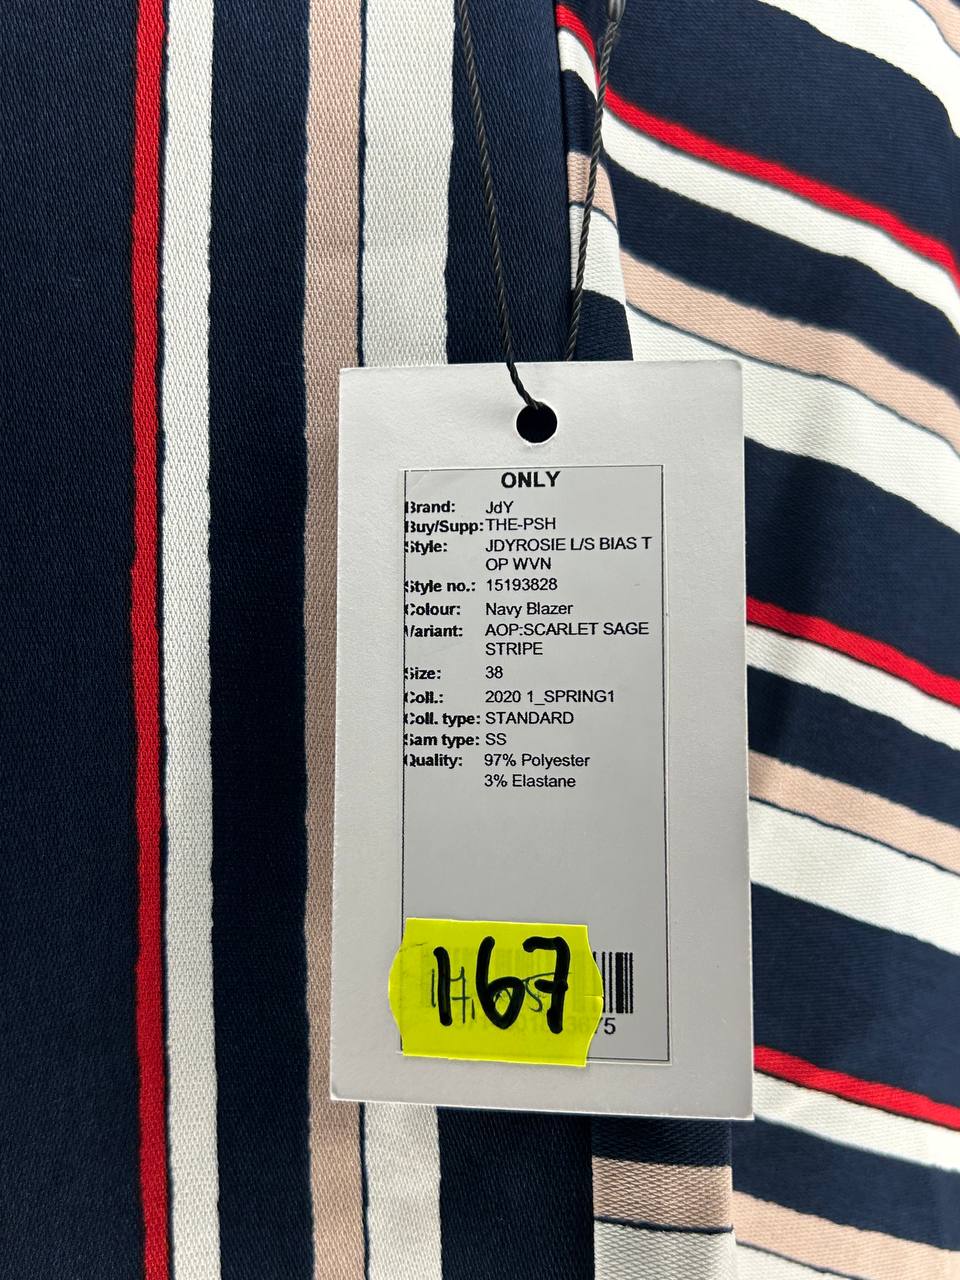 ONLY
Brand: JdY
Buy/Supp: THE-PSH
Style: JDYROSIE L/S BIAS T
OP WVN
Style no.: 15193828
Colour: Navy Blazer
Variant: AOP:SCARLET SAGE
STRIPE
Size: 38
Coll.: 2020 1_SPRING1
Coll. type: STANDARD
Sam type: SS
Quality: 97% Polyester
3% Elastane
1.67